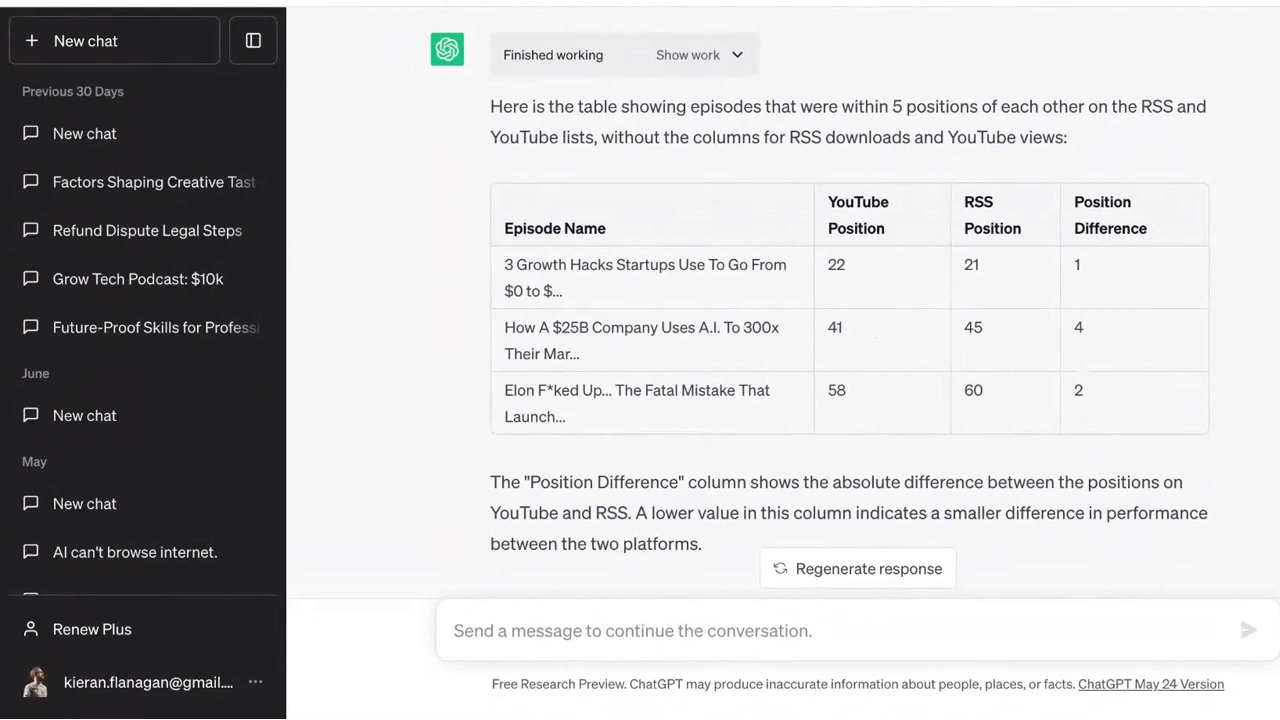 New chat
Previous 30 Days
New chat
Factors Shaping Creative Tast
Refund Dispute Legal Steps
Grow Tech Podcast: $10k
Future-Proof Skills for Profess
June
New chat
May
New chat
AI can't browse internet.
Renew Plus
kieran.flanagan@gmail....
Finished working Show work
Here is the table showing episodes that were within 5 positions of each other on the RSS and
YouTube lists, without the columns for RSS downloads and YouTube views:
Episode Name YouTube Position RSS Position Position Difference
3 Growth Hacks Startups Use To Go From 22 21 1
$0 to $...
How A $25B Company Uses A.I. To 300x 41 45 4
Their Mar...
Elon F*ked Up... The Fatal Mistake That 58 60 2
Launch...
The "Position Difference" column shows the absolute difference between the positions on
YouTube and RSS. A lower value in this column indicates a smaller difference in performance
between the two platforms.
Regenerate response
Send a message to continue the conversation.
Free Research Preview. ChatGPT may produce inaccurate information about people, places, or facts. ChatGPT May 24 Version